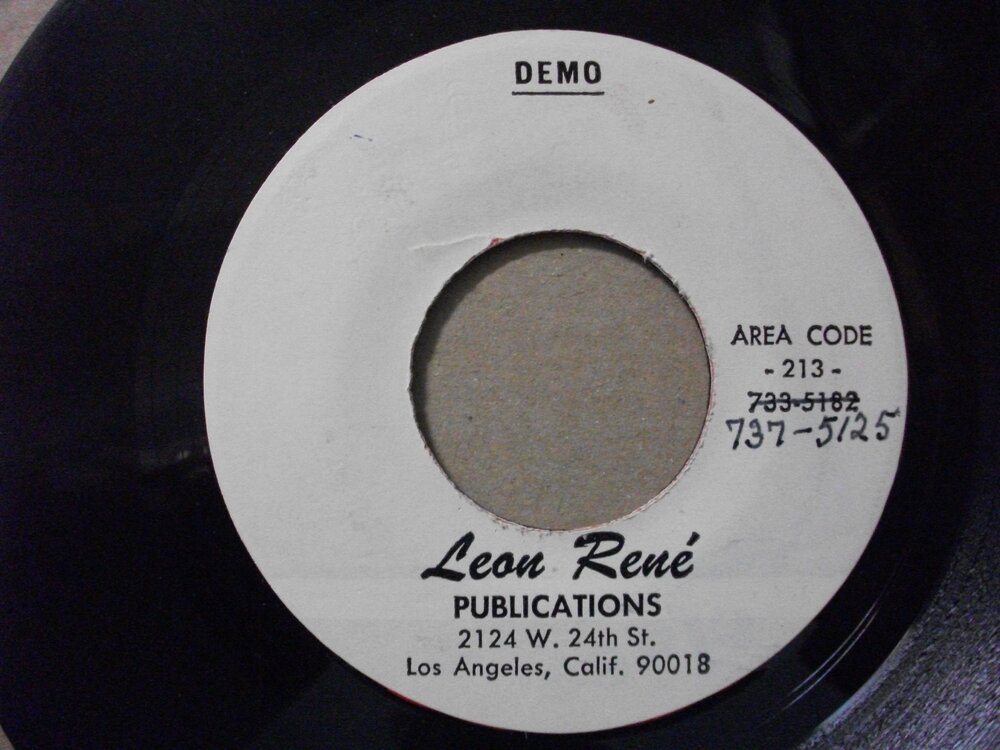 DEMO
AREA CODE
- 213 -
733-5182
737-5125
Leon René
PUBLICATIONS
2124 W. 24th St.
Los Angeles, Calif. 90018